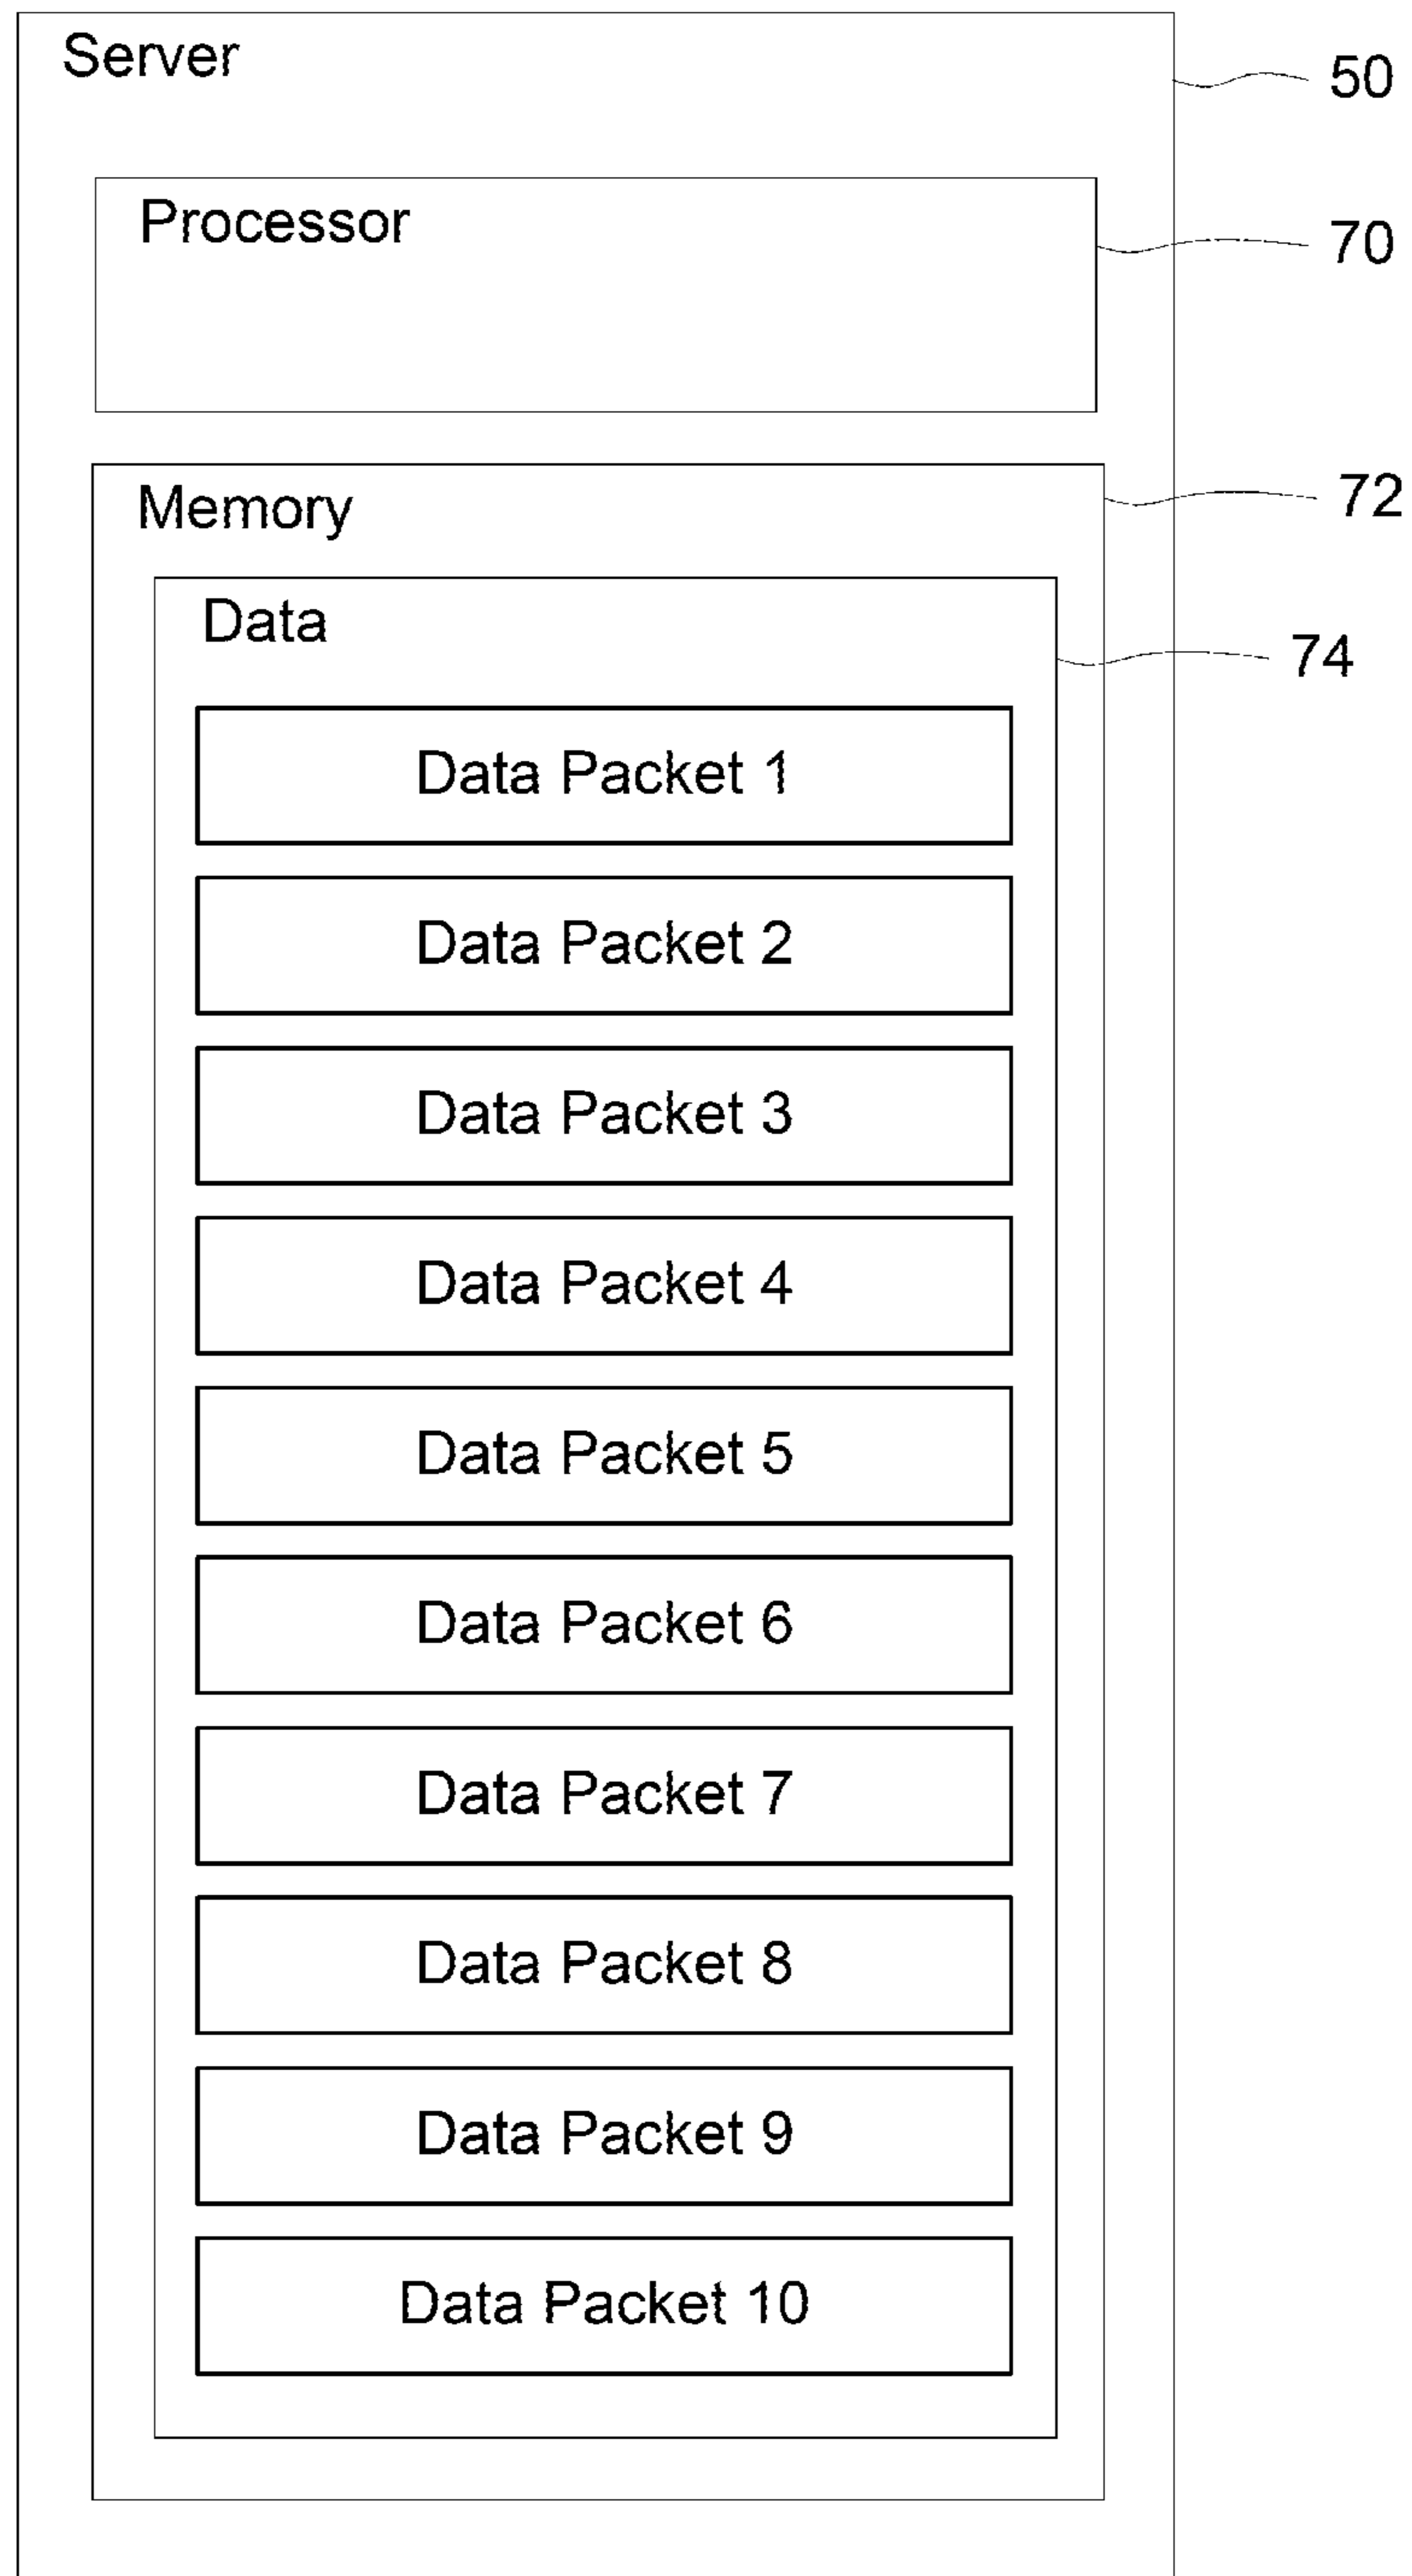 Server
50
Processor
70
Memory
72
Data
74
Data Packet 1
Data Packet 2
Data Packet 3
Data Packet 4
Data Packet 5
Data Packet 6
Data Packet 7
Data Packet 8
Data Packet 9
Data Packet 10